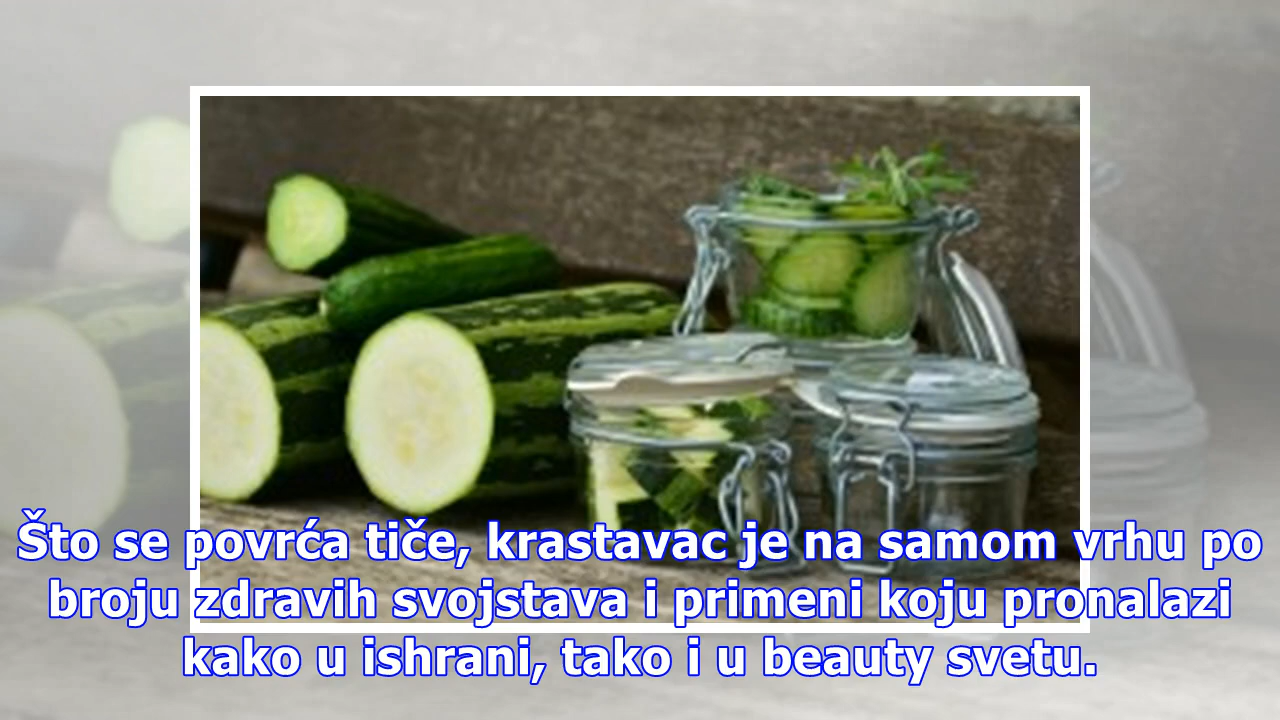 Što se povrća tiče, krastavac je na samom vrhu po
broju zdravih svojstava i primeni koju pronalazi
kako u ishrani, tako i u beauty svetu.